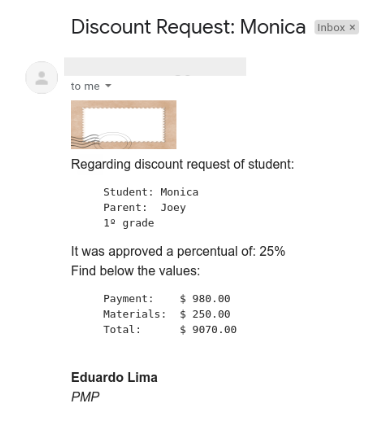 Discount Request: Monica Inbox ×
to me
Regarding discount request of student:
Student: Monica
Parent: Joey
1º grade
It was approved a percentual of: 25%
Find below the values:
Payment: $ 980.00
Materials: $ 250.00
Total: $ 9070.00
Eduardo Lima
PMP